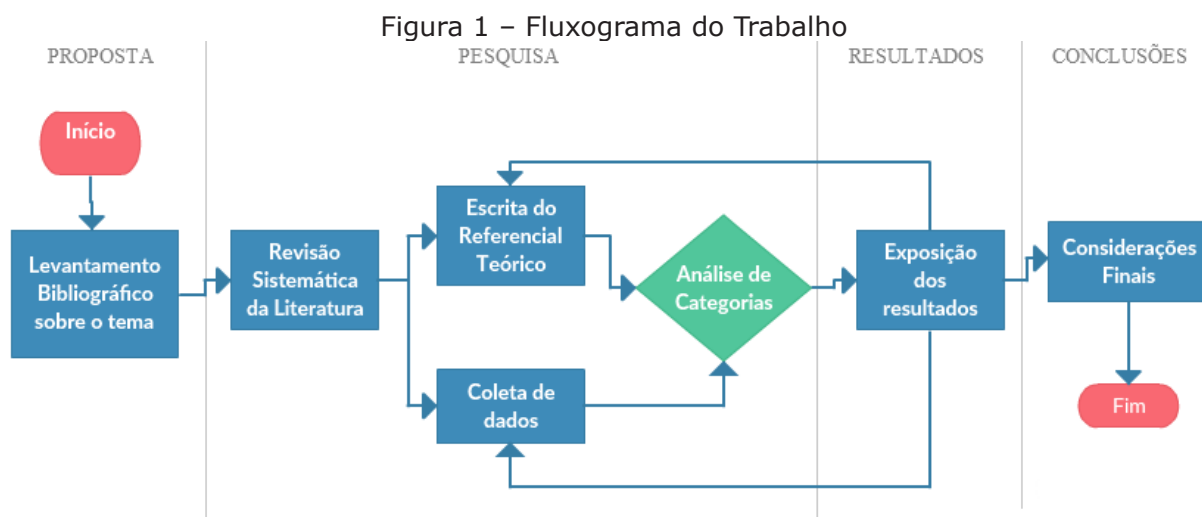 Figura 1 – Fluxograma do Trabalho
PROPOSTA
PESQUISA
RESULTADOS
CONCLUSÕES
Início
Levantamento
Bibliográfico
sobre o tema
Revisão
Sistemática
da Literatura
Escrita do
Referencial
Teórico
Coleta de
dados
Análise de
Categorias
Exposição
dos
resultados
Considerações
Finais
Fim